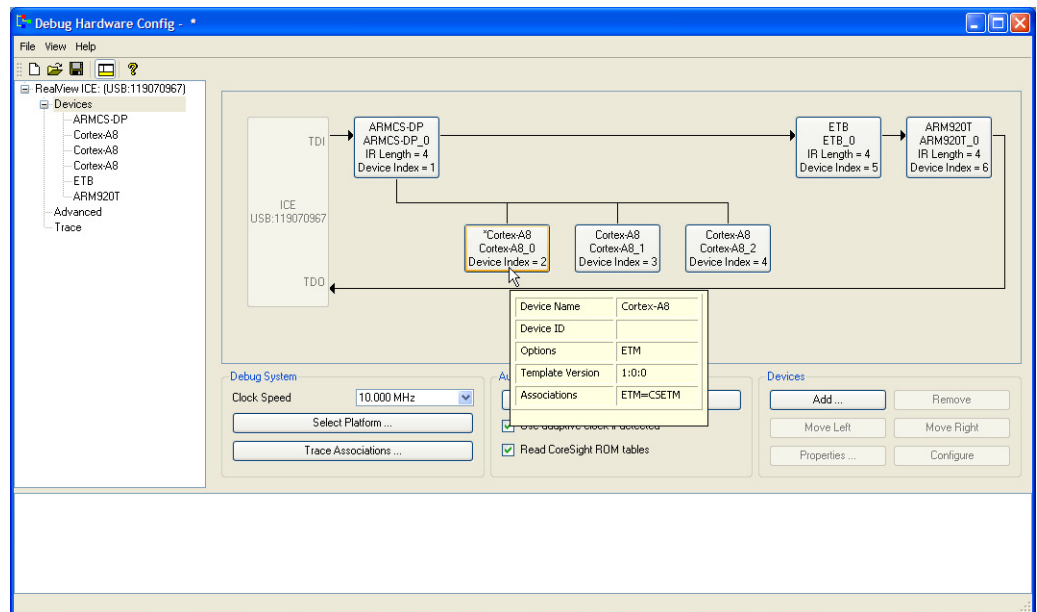 Debug Hardware Config - *
File View Help
RealView ICE: (USB:119070967)
Devices
ARMCS-DP
Cortex-A8
Cortex-A8
Cortex-A8
ETB
ARM920T
Advanced
Trace
TDI
ICE
USB:119070967
TDO
ARMCS-DP
ARMCS-DP_0
IR Length = 4
Device Index = 1
ETB
ETB_0
IR Length = 4
Device Index = 5
ARM920T
ARM920T_0
IR Length = 4
Device Index = 6
*Cortex-A8
Cortex-A8_0
Device Index = 2
Cortex-A8
Cortex-A8_1
Device Index = 3
Cortex-A8
Cortex-A8_2
Device Index = 4
Device Name Cortex-A8
Device ID
Options ETM
Template Version 1:0:0
Associations ETM=CSETM
Debug System
Clock Speed 10.000 MHz
Select Platform ...
Trace Associations ...
Use adaptive clock if detected
Read CoreSight ROM tables
Devices
Add ... Remove
Move Left Move Right
Properties ... Configure